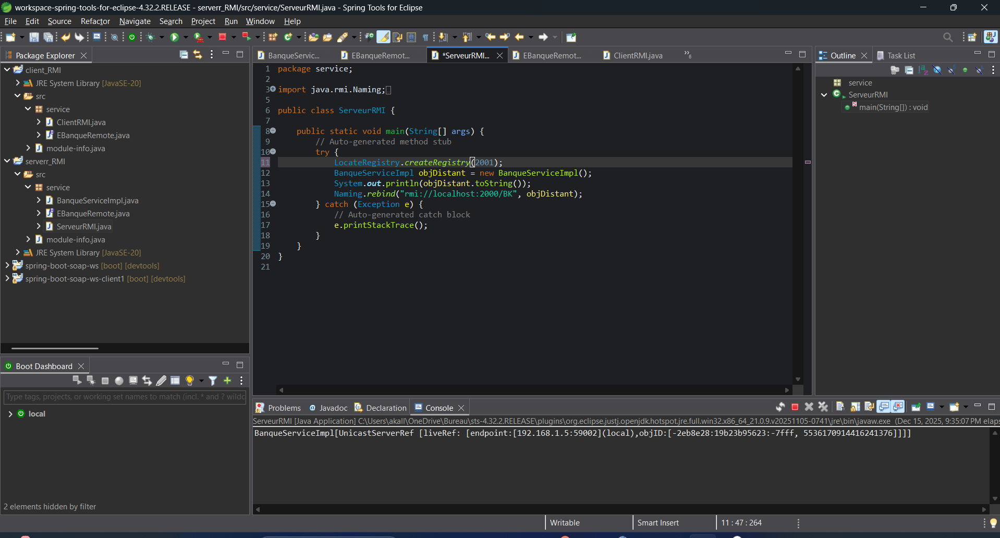 workspace-spring-tools-for-eclipse-4.32.2.RELEASE - serverr_RMI/src/service/ServeurRMI.java - Spring Tools for Eclipse
File Edit Source Refactor Navigate Search Project Run Window Help
Package Explorer
client_RMI
JRE System Library [JavaSE-20]
src
service
ClientRMI.java
EBanqueRemote.java
module-info.java
serverr_RMI
src
service
BanqueServiceImpl.java
EBanqueRemote.java
ServeurRMI.java
module-info.java
JRE System Library [JavaSE-20]
spring-boot-soap-ws [boot] [devtools]
spring-boot-soap-ws-client1 [boot] [devtools]
Boot Dashboard
Type tags, projects, or working set names to match (incl. * and ? wildc
local
2 elements hidden by filter
BanqueServic... EBanqueRemot... *ServeurRMI... EBanqueRemot... ClientRMI.java »6
1 package service;
2
3 import java.rmi.Naming;
5
6 public class ServeurRMI {
7
8 public static void main(String[] args) {
9 // Auto-generated method stub
10 try {
11 LocateRegistry.createRegistry(2001);
12 BanqueServiceImpl objDistant = new BanqueServiceImpl();
13 System.out.println(objDistant.toString());
14 Naming.rebind("rmi://localhost:2000/BK", objDistant);
15 } catch (Exception e) {
16 // Auto-generated catch block
17 e.printStackTrace();
18 }
19 }
20 }
21
Outline Task List
service
ServeurRMI
main(String[]) : void
Problems Javadoc Declaration Console
ServeurRMI [Java Application] C:\Users\akall\OneDrive\Bureau\sts-4.32.2.RELEASE\plugins\org.eclipse.justj.openjdk.hotspot.jre.full.win32.x86_64_21.0.9.v20251105-0741\jre\bin\javaw.exe (Dec 15, 2025, 9:35:07 PM elaps
BanqueServiceImpl[UnicastServerRef [liveRef: [endpoint:[192.168.1.5:59002](local),objID:[-2eb8e28:19b23b95623:-7fff, 5536170914416241376]]]]
Writable Smart Insert 11 : 47 : 264